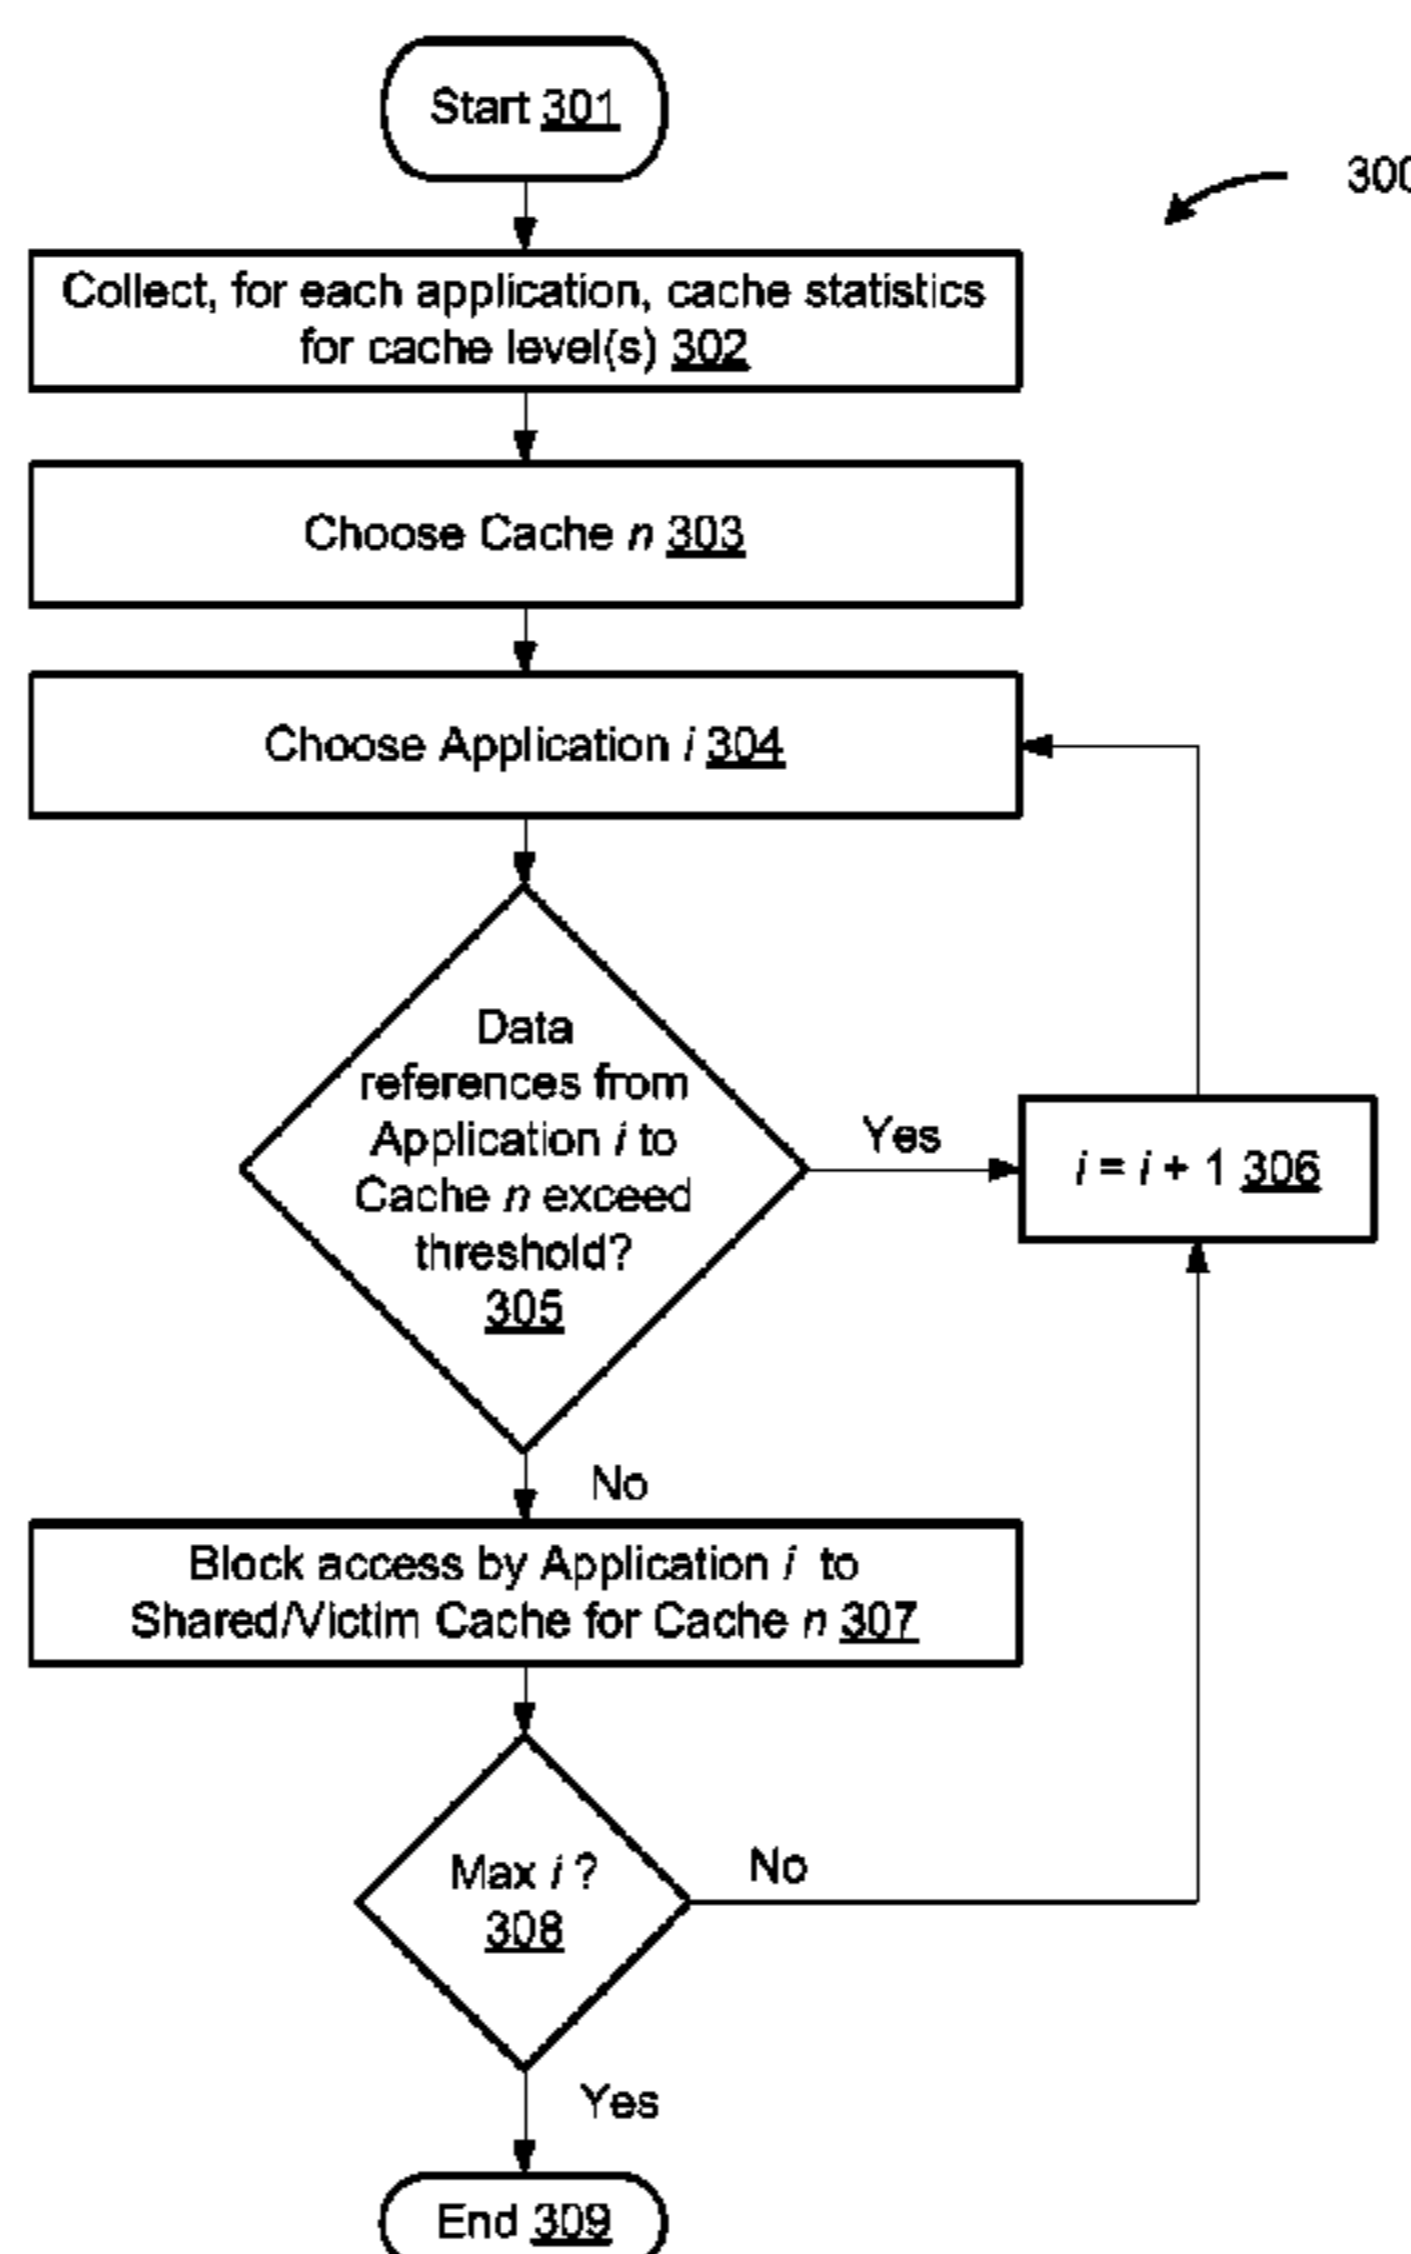 Start 301
300
Collect, for each application, cache statistics
for cache level(s) 302
Choose Cache n 303
Choose Application i 304
Data
references from
Application i to
Cache n exceed
threshold?
305
Yes
i = i + 1 306
No
Block access by Application i to
Shared/Victim Cache for Cache n 307
Max i ?
308
No
Yes
End 309